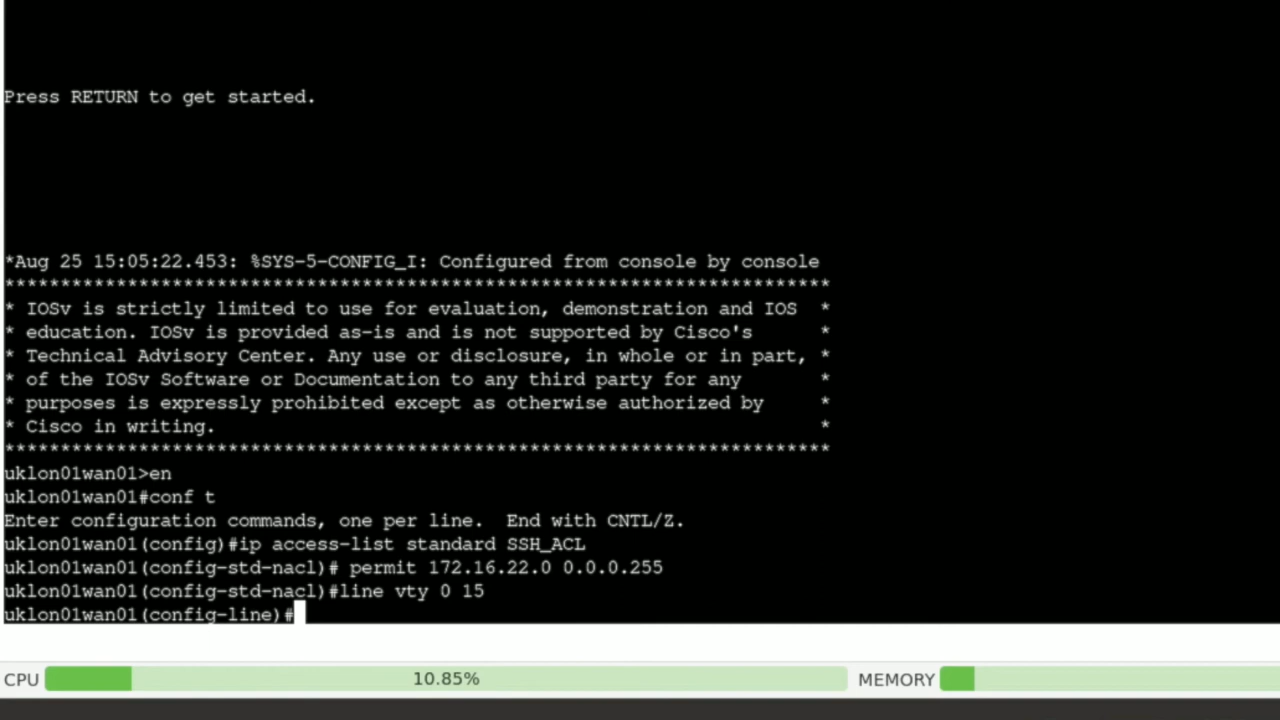 Press RETURN to get started.
*Aug 25 15:05:22.453: %SYS-5-CONFIG_I: Configured from console by console
**************************************************************************
* IOSv is strictly limited to use for evaluation, demonstration and IOS  *
* education. IOSv is provided as-is and is not supported by Cisco's      *
* Technical Advisory Center. Any use or disclosure, in whole or in part, *
* of the IOSv Software or Documentation to any third party for any       *
* purposes is expressly prohibited except as otherwise authorized by     *
* Cisco in writing.                                                      *
**************************************************************************
uklon01wan01>en
uklon01wan01#conf t
Enter configuration commands, one per line.  End with CNTL/Z.
uklon01wan01(config)#ip access-list standard SSH_ACL
uklon01wan01(config-std-nacl)# permit 172.16.22.0 0.0.0.255
uklon01wan01(config-std-nacl)#line vty 0 15
uklon01wan01(config-line)#
CPU 10.85% MEMORY